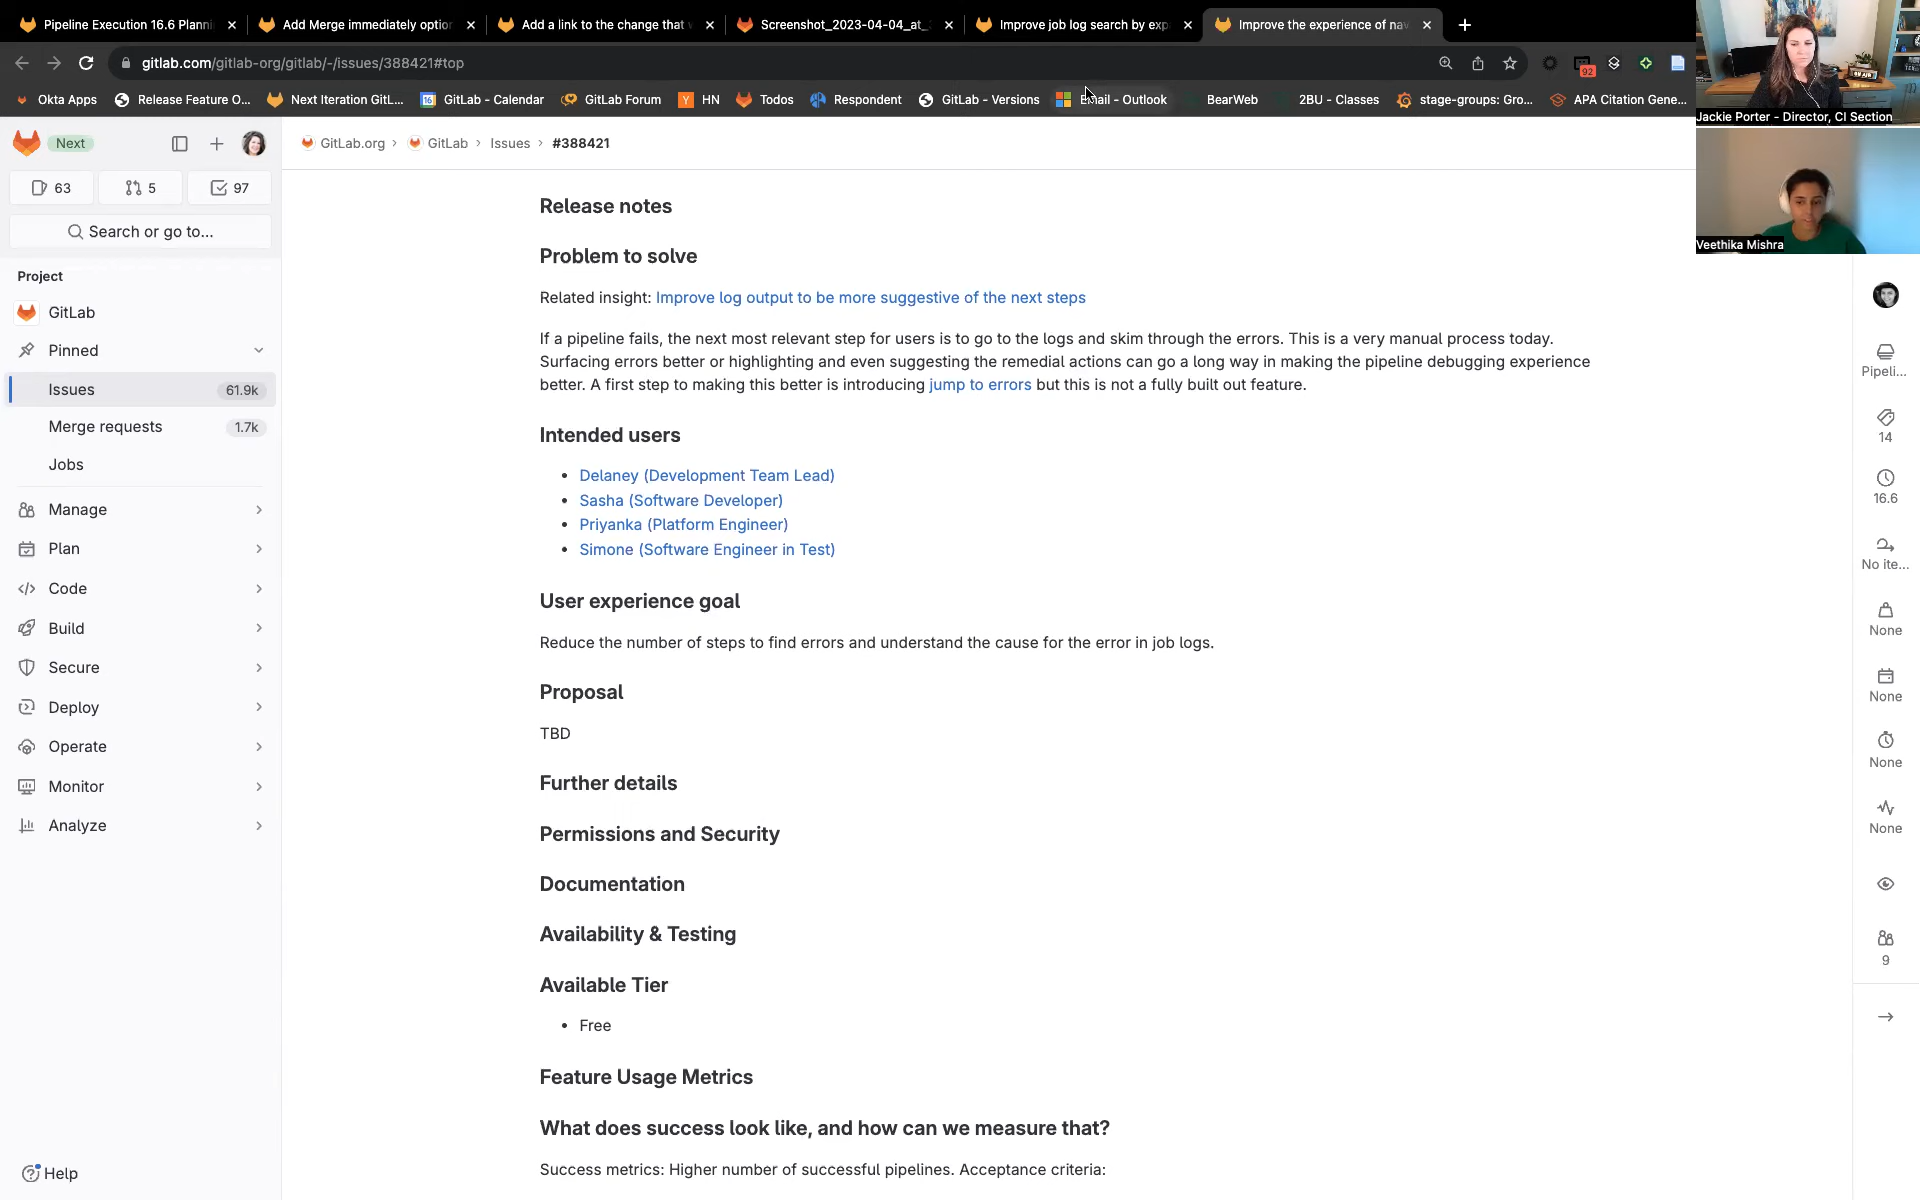 Pipeline Execution 16.6 Planni
Add Merge immediately optio
Add a link to the change that
Screenshot_2023-04-04_at_
Improve job log search by exp
Improve the experience of nav
gitlab.com/gitlab-org/gitlab/-/issues/388421#top
92
Okta Apps
Release Feature O...
Next Iteration GitL...
16
GitLab - Calendar
GitLab Forum
Y
HN
Todos
Respondent
GitLab - Versions
Email - Outlook
BearWeb
2BU - Classes
stage-groups: Gro...
APA Citation Gene...
Jackie Porter - Director, CI Section
Veethika Mishra
Next
63
5
97
Search or go to...
Project
GitLab
Pinned
Issues 61.9k
Merge requests 1.7k
Jobs
Manage
Plan
Code
Build
Secure
Deploy
Operate
Monitor
Analyze
Help
GitLab.org › GitLab › Issues › #388421
Release notes
Problem to solve
Related insight: Improve log output to be more suggestive of the next steps
If a pipeline fails, the next most relevant step for users is to go to the logs and skim through the errors. This is a very manual process today.
Surfacing errors better or highlighting and even suggesting the remedial actions can go a long way in making the pipeline debugging experience
better. A first step to making this better is introducing jump to errors but this is not a fully built out feature.
Intended users
• Delaney (Development Team Lead)
• Sasha (Software Developer)
• Priyanka (Platform Engineer)
• Simone (Software Engineer in Test)
User experience goal
Reduce the number of steps to find errors and understand the cause for the error in job logs.
Proposal
TBD
Further details
Permissions and Security
Documentation
Availability & Testing
Available Tier
• Free
Feature Usage Metrics
What does success look like, and how can we measure that?
Success metrics: Higher number of successful pipelines. Acceptance criteria:
Pipeli...
14
16.6
No ite...
None
None
None
None
9